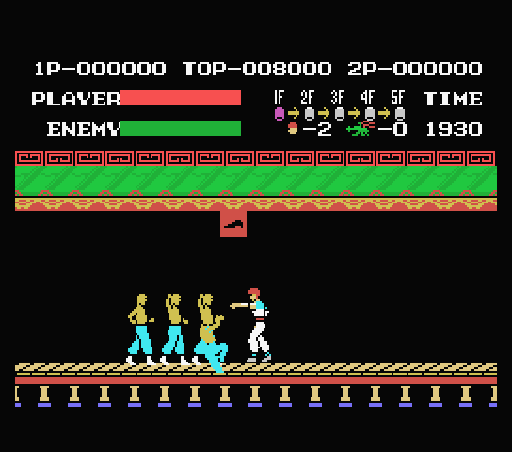 1P-000000 TOP-008000 2P-000000
PLAYER 1F 2F 3F 4F 5F TIME
ENEMY -2 -0 1930